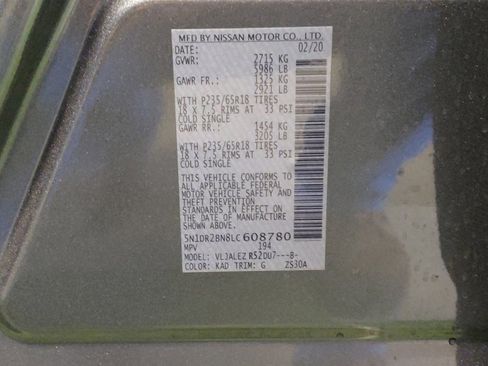 MFD BY NISSAN MOTOR CO., LTD.
DATE: 02/20
GVWR: 2715 KG
5986 LB
GAWR FR.: 1325 KG
2921 LB
WITH P235/65R18 TIRES
18 X 7.5 RIMS AT 33 PSI
COLD SINGLE
GAWR RR.: 1454 KG
3205 LB
WITH P235/65R18 TIRES
18 X 7.5 RIMS AT 33 PSI
COLD SINGLE
THIS VEHICLE CONFORMS TO
ALL APPLICABLE FEDERAL
MOTOR VEHICLE SAFETY AND
THEFT PREVENTION
STANDARDS IN EFFECT ON
THE DATE OF MANUFACTURE
SHOWN ABOVE.
5N1DR2BN8LC608780
MPV 194
MODEL: VLJALEZ R52DU7---B-
COLOR: KAD TRIM: G ZS30A